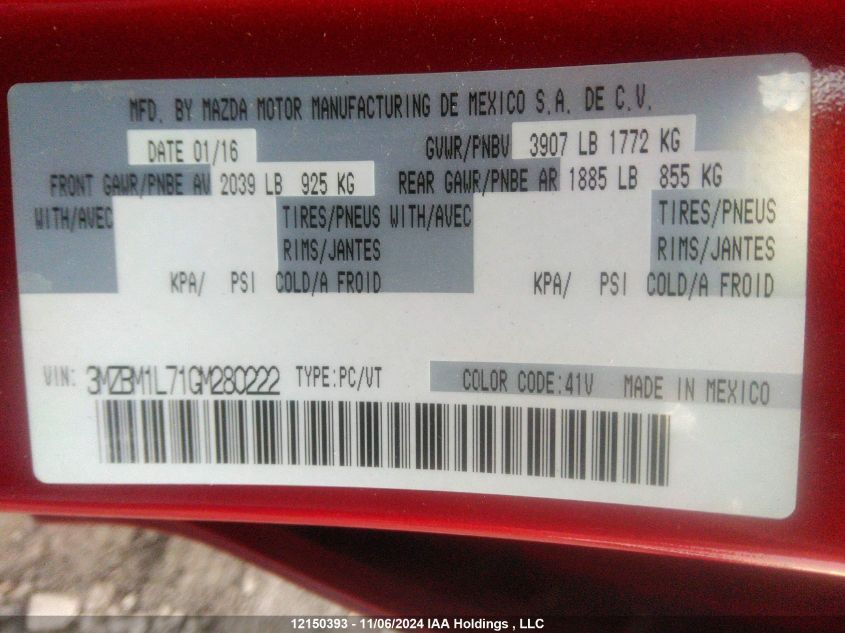 MFD. BY MAZDA MOTOR MANUFACTURING DE MEXICO S.A. DE C.V.
DATE 01/16 GVWR/PNBV 3907 LB 1772 KG
FRONT GAWR/PNBE AV 2039 LB 925 KG REAR GAWR/PNBE AR 1885 LB 855 KG
WITH/AVEC TIRES/PNEUS WITH/AVEC TIRES/PNEUS
RIMS/JANTES RIMS/JANTES
KPA/ PSI COLD/A FROID KPA/ PSI COLD/A FROID
VIN: 3MZBM1L71GM280222 TYPE:PC/VT COLOR CODE:41V MADE IN MEXICO
12150393 - 11/06/2024 IAA Holdings , LLC